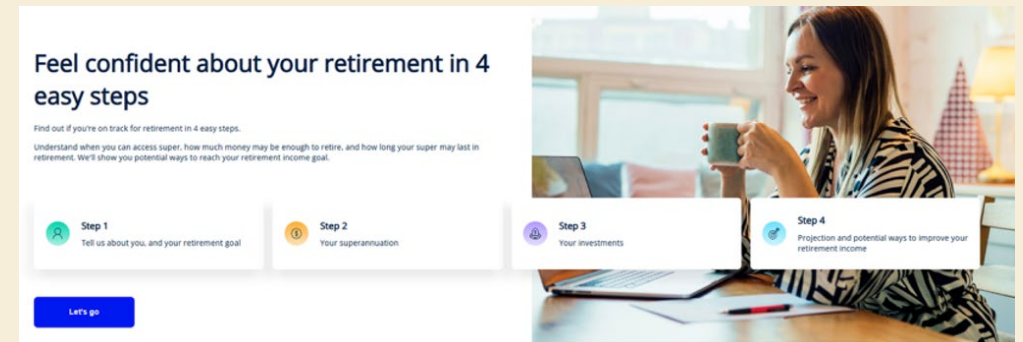 Feel confident about your retirement in 4
easy steps
Find out if you're on track for retirement in 4 easy steps.
Understand when you can access super, how much money may be enough to retire, and how long your super may last in
retirement. We'll show you potential ways to reach your retirement income goal.
Step 1
Tell us about you, and your retirement goal
Step 2
Your superannuation
Step 3
Your investments
Step 4
Projection and potential ways to improve your
retirement income
Let's go